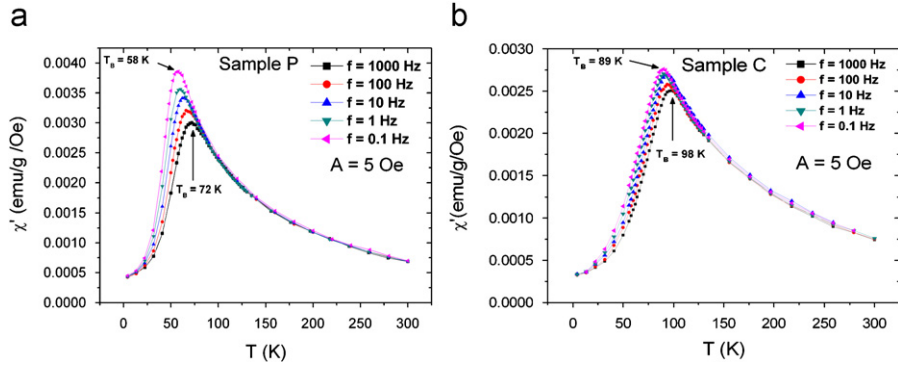 a
T_B = 58 K
Sample P
f = 1000 Hz
f = 100 Hz
f = 10 Hz
f = 1 Hz
f = 0.1 Hz
A = 5 Oe
T_B = 72 K
χ' (emu/g/Oe)
0.0040
0.0035
0.0030
0.0025
0.0020
0.0015
0.0010
0.0005
0.0000
0 50 100 150 200 250 300
T (K)
b
T_B = 89 K
Sample C
f = 1000 Hz
f = 100 Hz
f = 10 Hz
f = 1 Hz
f = 0.1 Hz
A = 5 Oe
T_B = 98 K
χ'(emu/g/Oe)
0.0030
0.0025
0.0020
0.0015
0.0010
0.0005
0.0000
0 50 100 150 200 250 300
T (K)